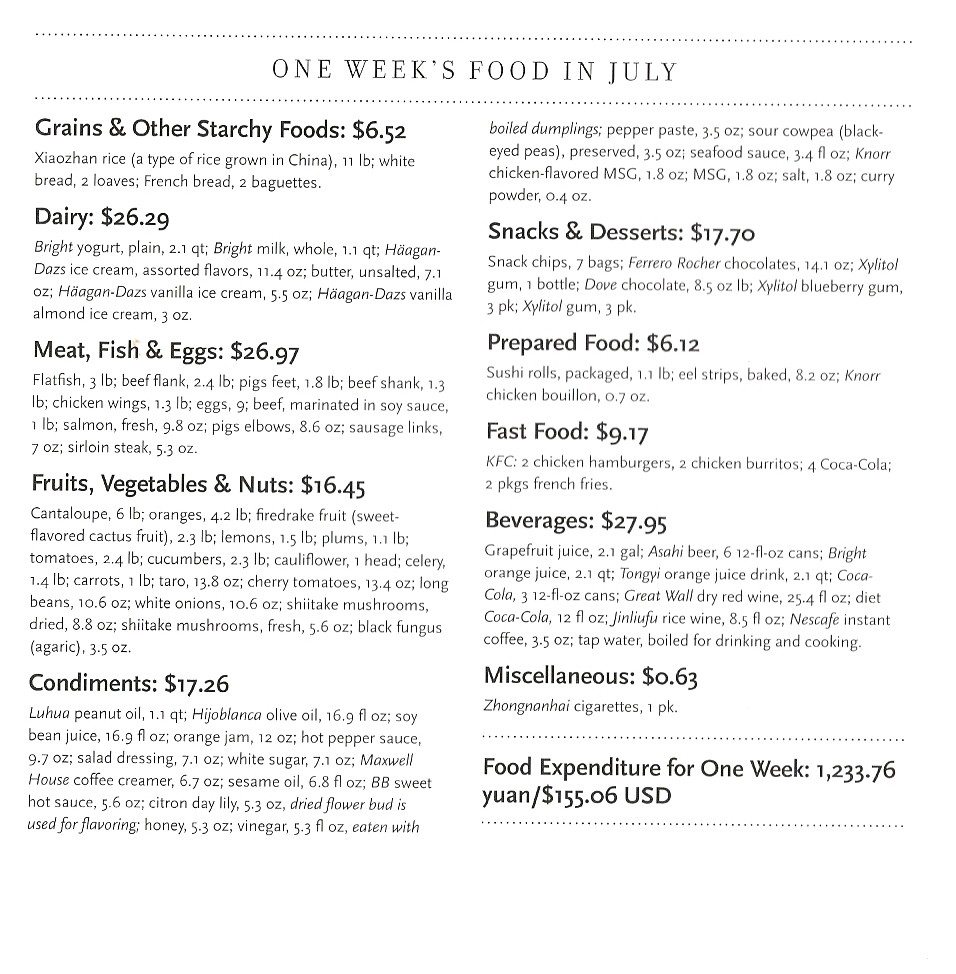 ONE WEEK'S FOOD IN JULY
Grains & Other Starchy Foods: $6.52
Xiaozhan rice (a type of rice grown in China), 11 lb; white
bread, 2 loaves; French bread, 2 baguettes.
Dairy: $26.29
Bright yogurt, plain, 2.1 qt; Bright milk, whole, 1.1 qt; Häagan-
Dazs ice cream, assorted flavors, 11.4 oz; butter, unsalted, 7.1
oz; Häagan-Dazs vanilla ice cream, 5.5 oz; Häagan-Dazs vanilla
almond ice cream, 3 oz.
Meat, Fish & Eggs: $26.97
Flatfish, 3 lb; beef flank, 2.4 lb; pigs feet, 1.8 lb; beef shank, 1.3
lb; chicken wings, 1.3 lb; eggs, 9; beef, marinated in soy sauce,
1 lb; salmon, fresh, 9.8 oz; pigs elbows, 8.6 oz; sausage links,
7 oz; sirloin steak, 5.3 oz.
Fruits, Vegetables & Nuts: $16.45
Cantaloupe, 6 lb; oranges, 4.2 lb; firedrake fruit (sweet-
flavored cactus fruit), 2.3 lb; lemons, 1.5 lb; plums, 1.1 lb;
tomatoes, 2.4 lb; cucumbers, 2.3 lb; cauliflower, 1 head; celery,
1.4 lb; carrots, 1 lb; taro, 13.8 oz; cherry tomatoes, 13.4 oz; long
beans, 10.6 oz; white onions, 10.6 oz; shiitake mushrooms,
dried, 8.8 oz; shiitake mushrooms, fresh, 5.6 oz; black fungus
(agaric), 3.5 oz.
Condiments: $17.26
Luhua peanut oil, 1.1 qt; Hijoblanca olive oil, 16.9 fl oz; soy
bean juice, 16.9 fl oz; orange jam, 12 oz; hot pepper sauce,
9.7 oz; salad dressing, 7.1 oz; white sugar, 7.1 oz; Maxwell
House coffee creamer, 6.7 oz; sesame oil, 6.8 fl oz; BB sweet
hot sauce, 5.6 oz; citron day lily, 5.3 oz, dried flower bud is
used for flavoring; honey, 5.3 oz; vinegar, 5.3 fl oz, eaten with
boiled dumplings; pepper paste, 3.5 oz; sour cowpea (black-
eyed peas), preserved, 3.5 oz; seafood sauce, 3.4 fl oz; Knorr
chicken-flavored MSG, 1.8 oz; MSG, 1.8 oz; salt, 1.8 oz; curry
powder, 0.4 oz.
Snacks & Desserts: $17.70
Snack chips, 7 bags; Ferrero Rocher chocolates, 14.1 oz; Xylitol
gum, 1 bottle; Dove chocolate, 8.5 oz lb; Xylitol blueberry gum,
3 pk; Xylitol gum, 3 pk.
Prepared Food: $6.12
Sushi rolls, packaged, 1.1 lb; eel strips, baked, 8.2 oz; Knorr
chicken bouillon, 0.7 oz.
Fast Food: $9.17
KFC: 2 chicken hamburgers, 2 chicken burritos; 4 Coca-Cola;
2 pkgs french fries.
Beverages: $27.95
Grapefruit juice, 2.1 gal; Asahi beer, 6 12-fl-oz cans; Bright
orange juice, 2.1 qt; Tongyi orange juice drink, 2.1 qt; Coca-
Cola, 3 12-fl-oz cans; Great Wall dry red wine, 25.4 fl oz; diet
Coca-Cola, 12 fl oz; Jinliufu rice wine, 8.5 fl oz; Nescafe instant
coffee, 3.5 oz; tap water, boiled for drinking and cooking.
Miscellaneous: $0.63
Zhongnanhai cigarettes, 1 pk.
Food Expenditure for One Week: 1,233.76
yuan/$155.06 USD